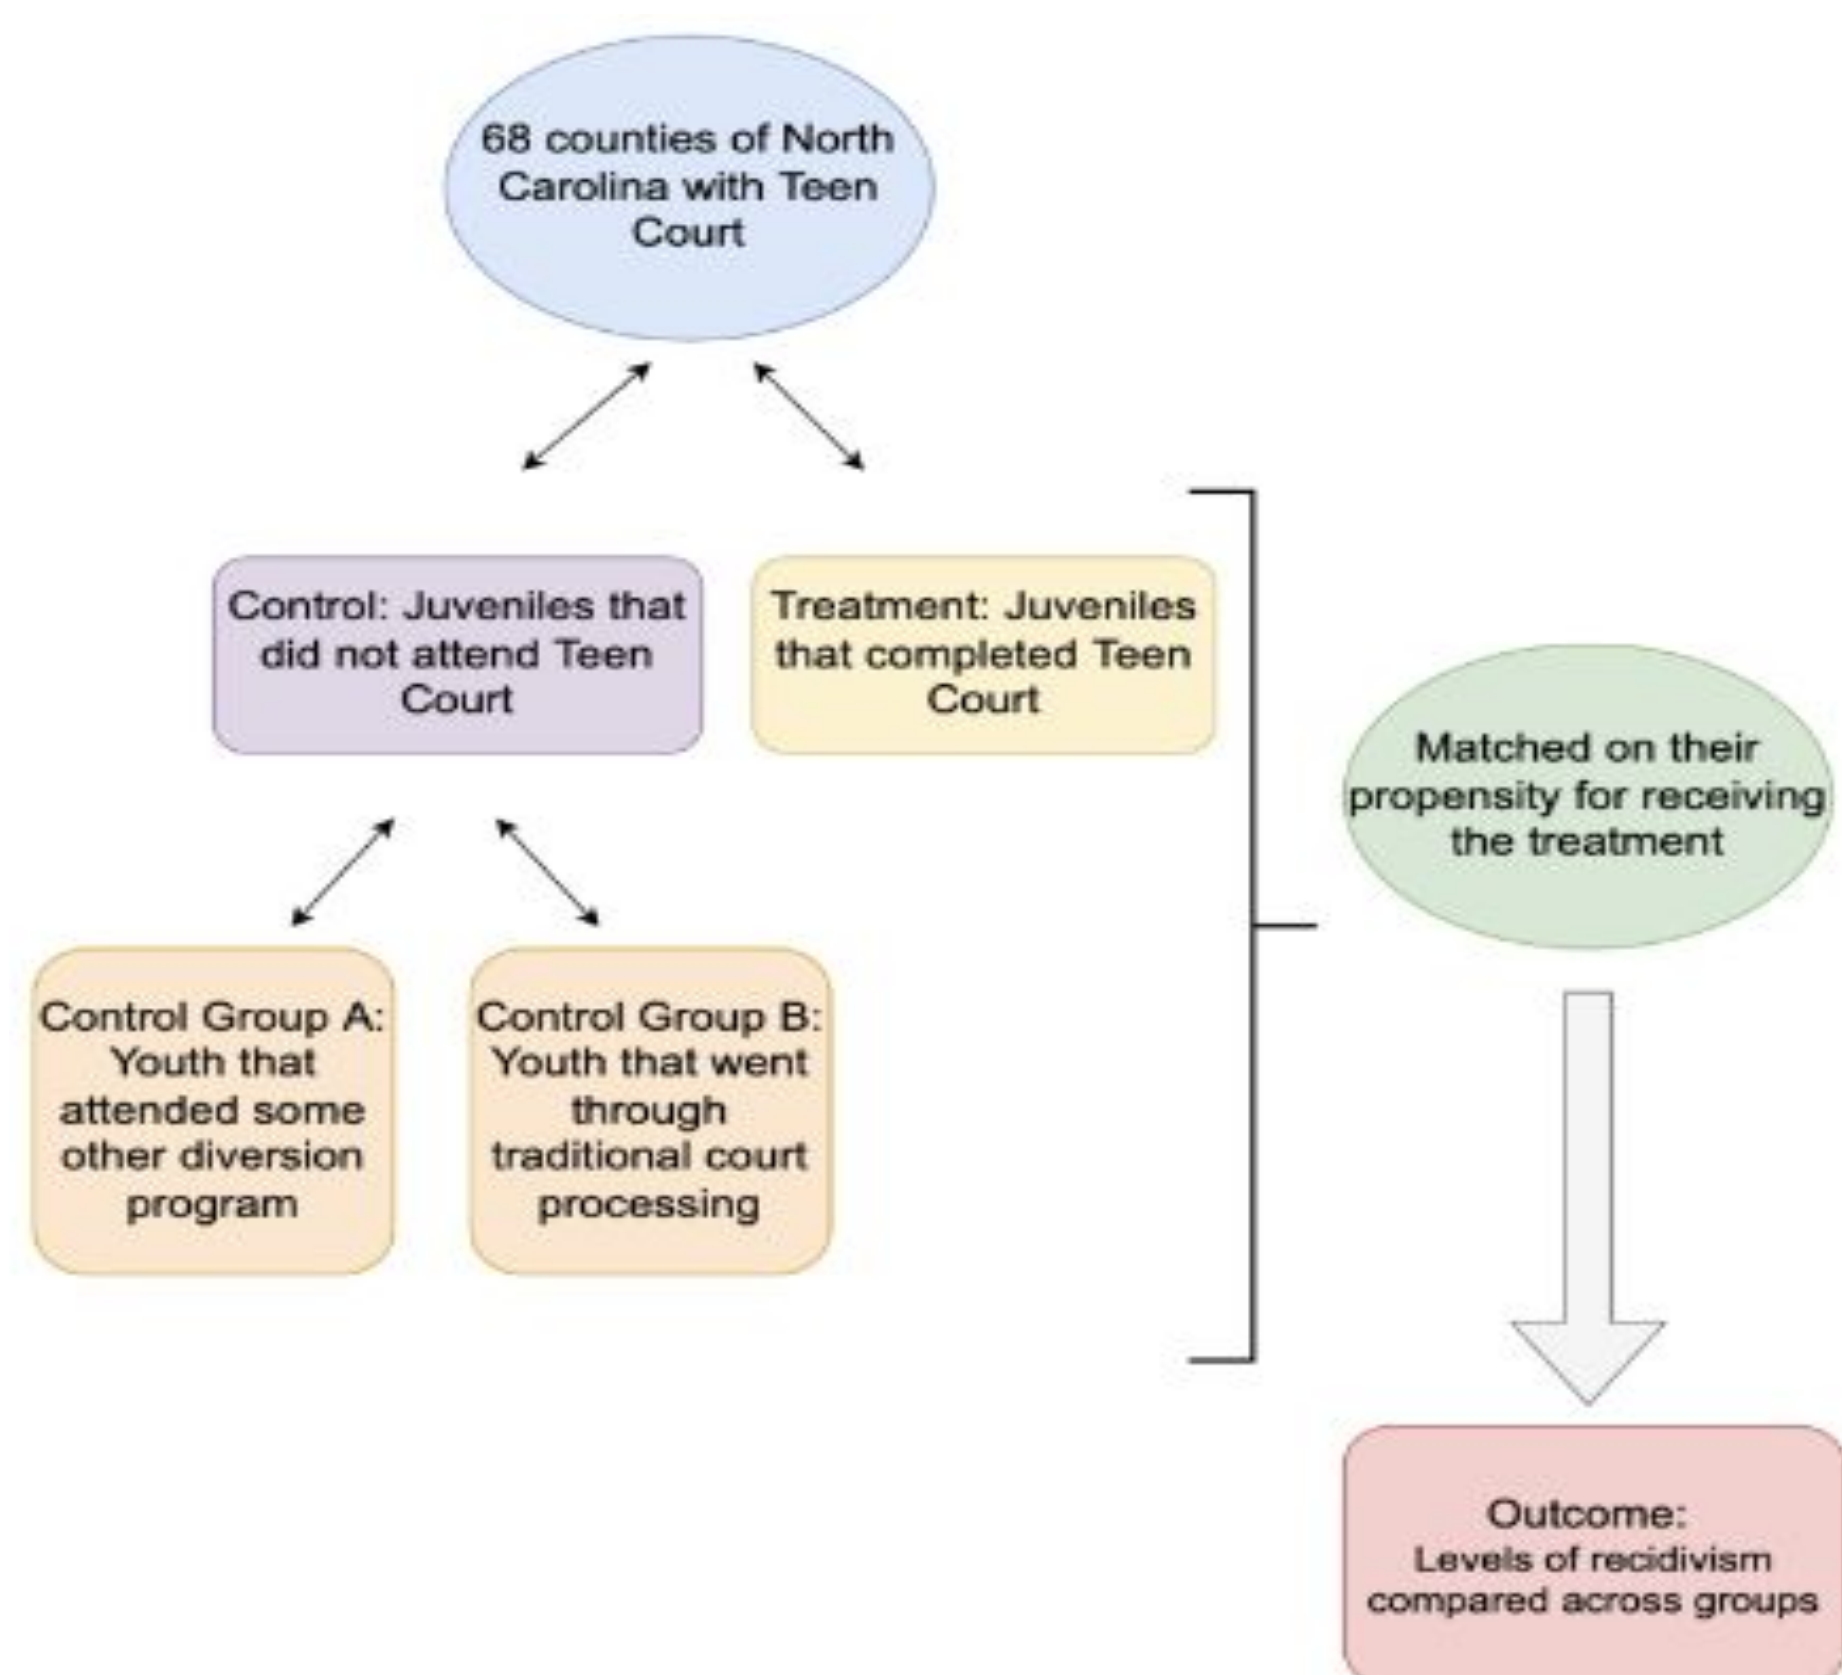 68 counties of North
Carolina with Teen
Court
Control: Juveniles that
did not attend Teen
Court
Treatment: Juveniles
that completed Teen
Court
Matched on their
propensity for receiving
the treatment
Control Group A:
Youth that
attended some
other diversion
program
Control Group B:
Youth that went
through
traditional court
processing
Outcome:
Levels of recidivism
compared across groups